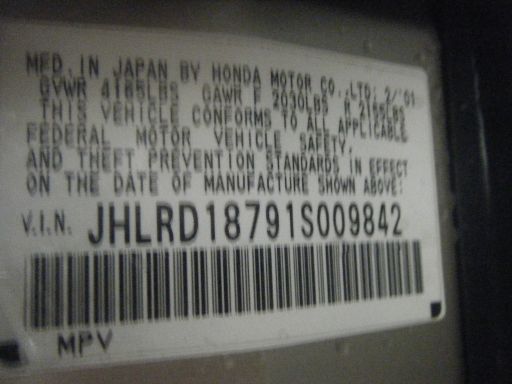 MFD. IN JAPAN BY HONDA MOTOR CO., LTD: 2/'01
GVWR 4165LBS GAWR F 2030LBS R 2165LBS
THIS VEHICLE CONFORMS TO ALL APPLICABLE
FEDERAL MOTOR VEHICLE SAFETY,
AND THEFT PREVENTION STANDARDS IN EFFECT
ON THE DATE OF MANUFACTURE SHOWN ABOVE:
V.I.N. JHLRD18791S009842
MPV